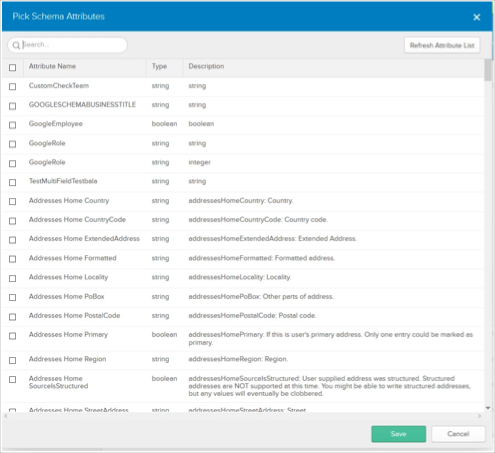 Pick Schema Attributes
Search...
Refresh Attribute List
Attribute Name Type Description
CustomCheckTeam string string
GOOGLESCHEMABUSINESSTITLE string string
GoogleEmployee boolean boolean
GoogleRole string string
GoogleRole string integer
TestMultiFieldTestbala string string
Addresses Home Country string addressesHomeCountry: Country.
Addresses Home CountryCode string addressesHomeCountryCode: Country code.
Addresses Home ExtendedAddress string addressesHomeExtendedAddress: Extended Address.
Addresses Home Formatted string addressesHomeFormatted: Formatted address.
Addresses Home Locality string addressesHomeLocality: Locality.
Addresses Home PoBox string addressesHomePoBox: Other parts of address.
Addresses Home PostalCode string addressesHomePostalCode: Postal code.
Addresses Home Primary boolean addressesHomePrimary: If this is user's primary address. Only one entry could be marked as
primary.
Addresses Home Region string addressesHomeRegion: Region.
Addresses Home boolean addressesHomeSourceIsStructured: User supplied address was structured. Structured
SourceIsStructured addresses are NOT supported at this time. You might be able to write structured addresses,
but any values will eventually be clobbered.
Addresses Home StreetAddress string addressesHomeStreetAddress: Street
Save Cancel